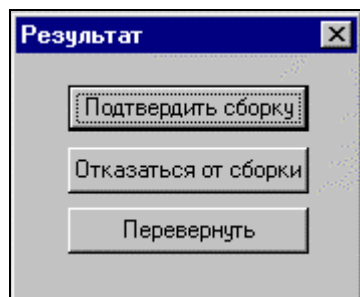 Результат
Подтвердить сборку
Отказаться от сборки
Перевернуть